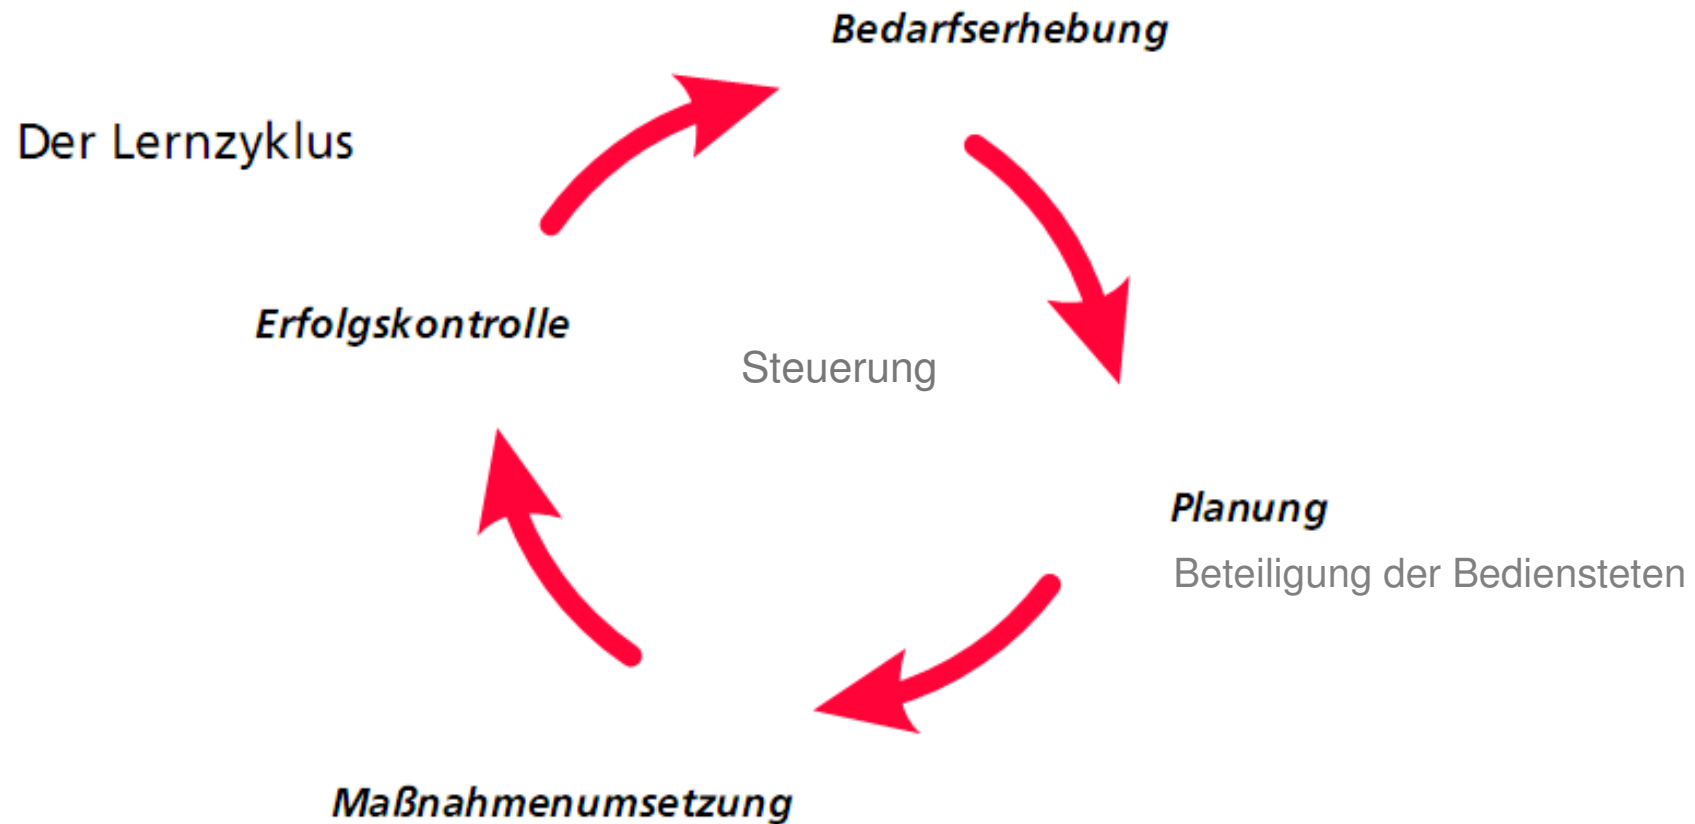 Bedarfserhebung
Der Lernzyklus
Erfolgskontrolle
Steuerung
Planung
Beteiligung der Bediensteten
Maßnahmenumsetzung